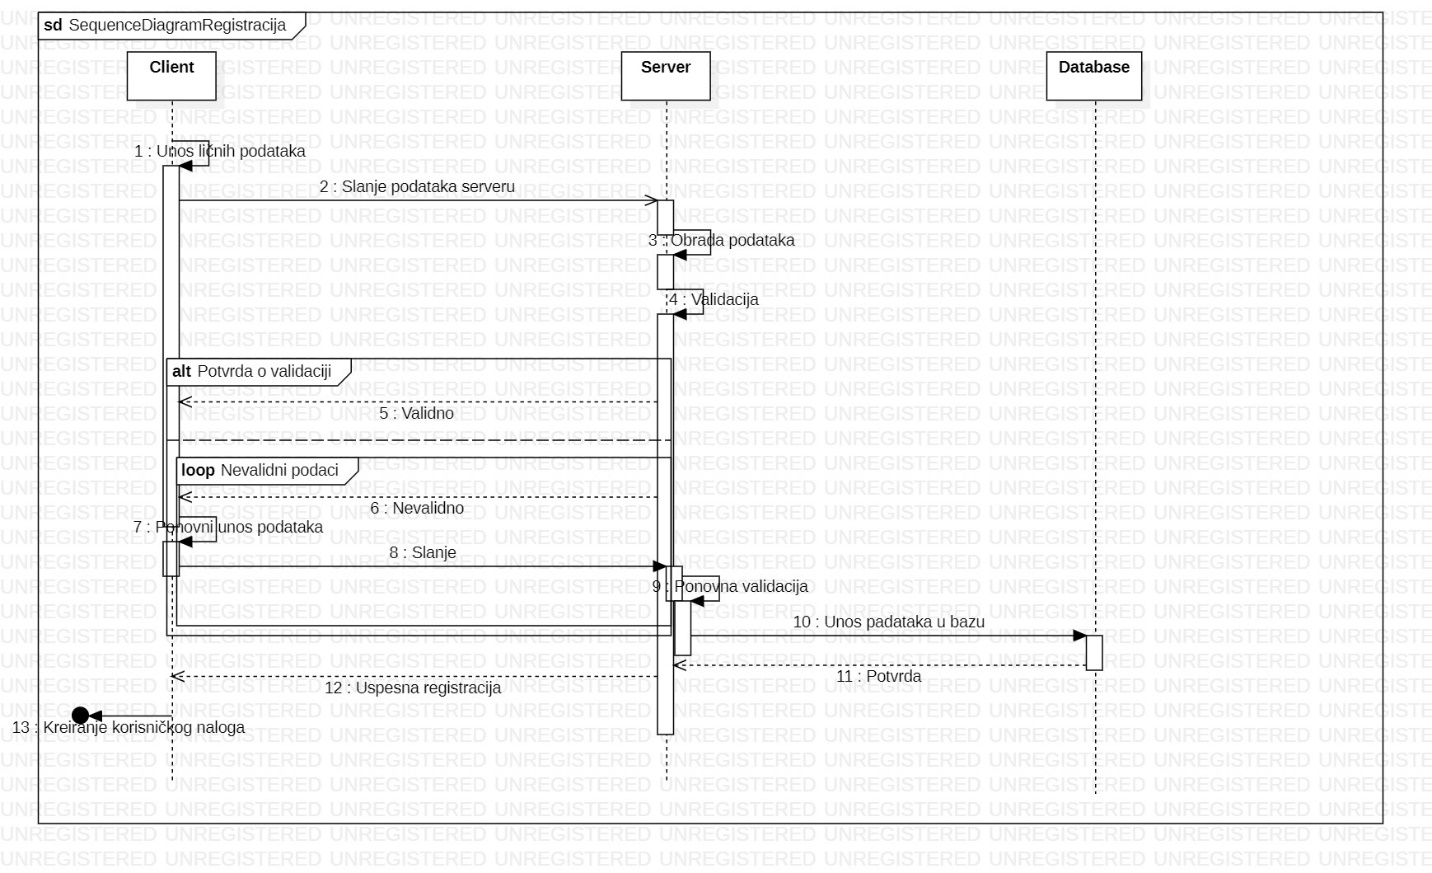 sd SequenceDiagramRegistracija
Client
Server
Database
1 : Unos ličnih podataka
2 : Slanje podataka serveru
3 : Obrada podataka
4 : Validacija
alt Potvrda o validaciji
5 : Validno
loop Nevalidni podaci
6 : Nevalidno
7 : Ponovni unos podataka
8 : Slanje
9 : Ponovna validacija
10 : Unos padataka u bazu
11 : Potvrda
12 : Uspesna registracija
13 : Kreiranje korisničkog naloga
UNREGISTERED